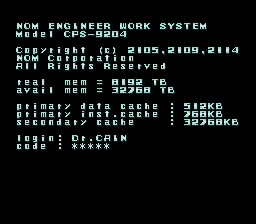 NOM ENGINEER WORK SYSTEM
Model CPS-9204
Copyright (c) 2105,2109,2114
NOM Corporation
All Rights Reserved
real mem = 8192 TB
avail mem = 32768 TB
primary data cache : 512KB
primary inst.cache : 768KB
secondary cache : 32768KB
login: Dr.CAIN
code : *****